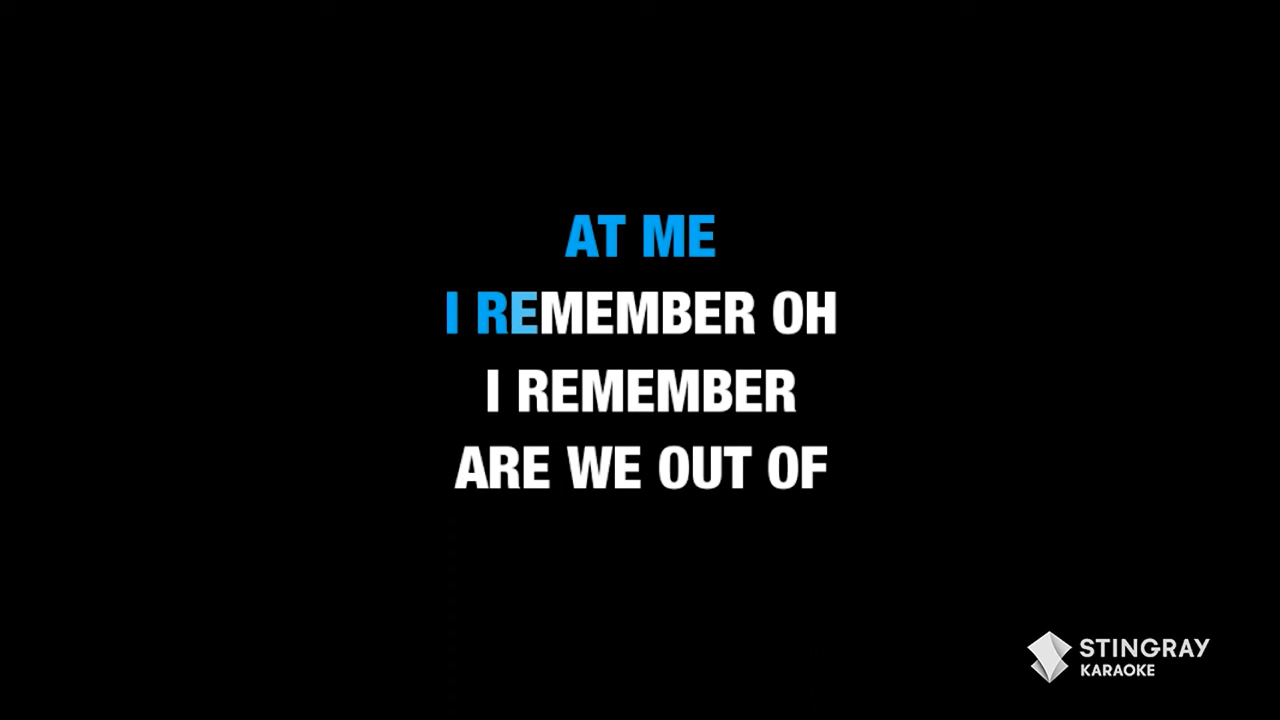 AT ME
I REMEMBER OH
I REMEMBER
ARE WE OUT OF
STINGRAY
KARAOKE